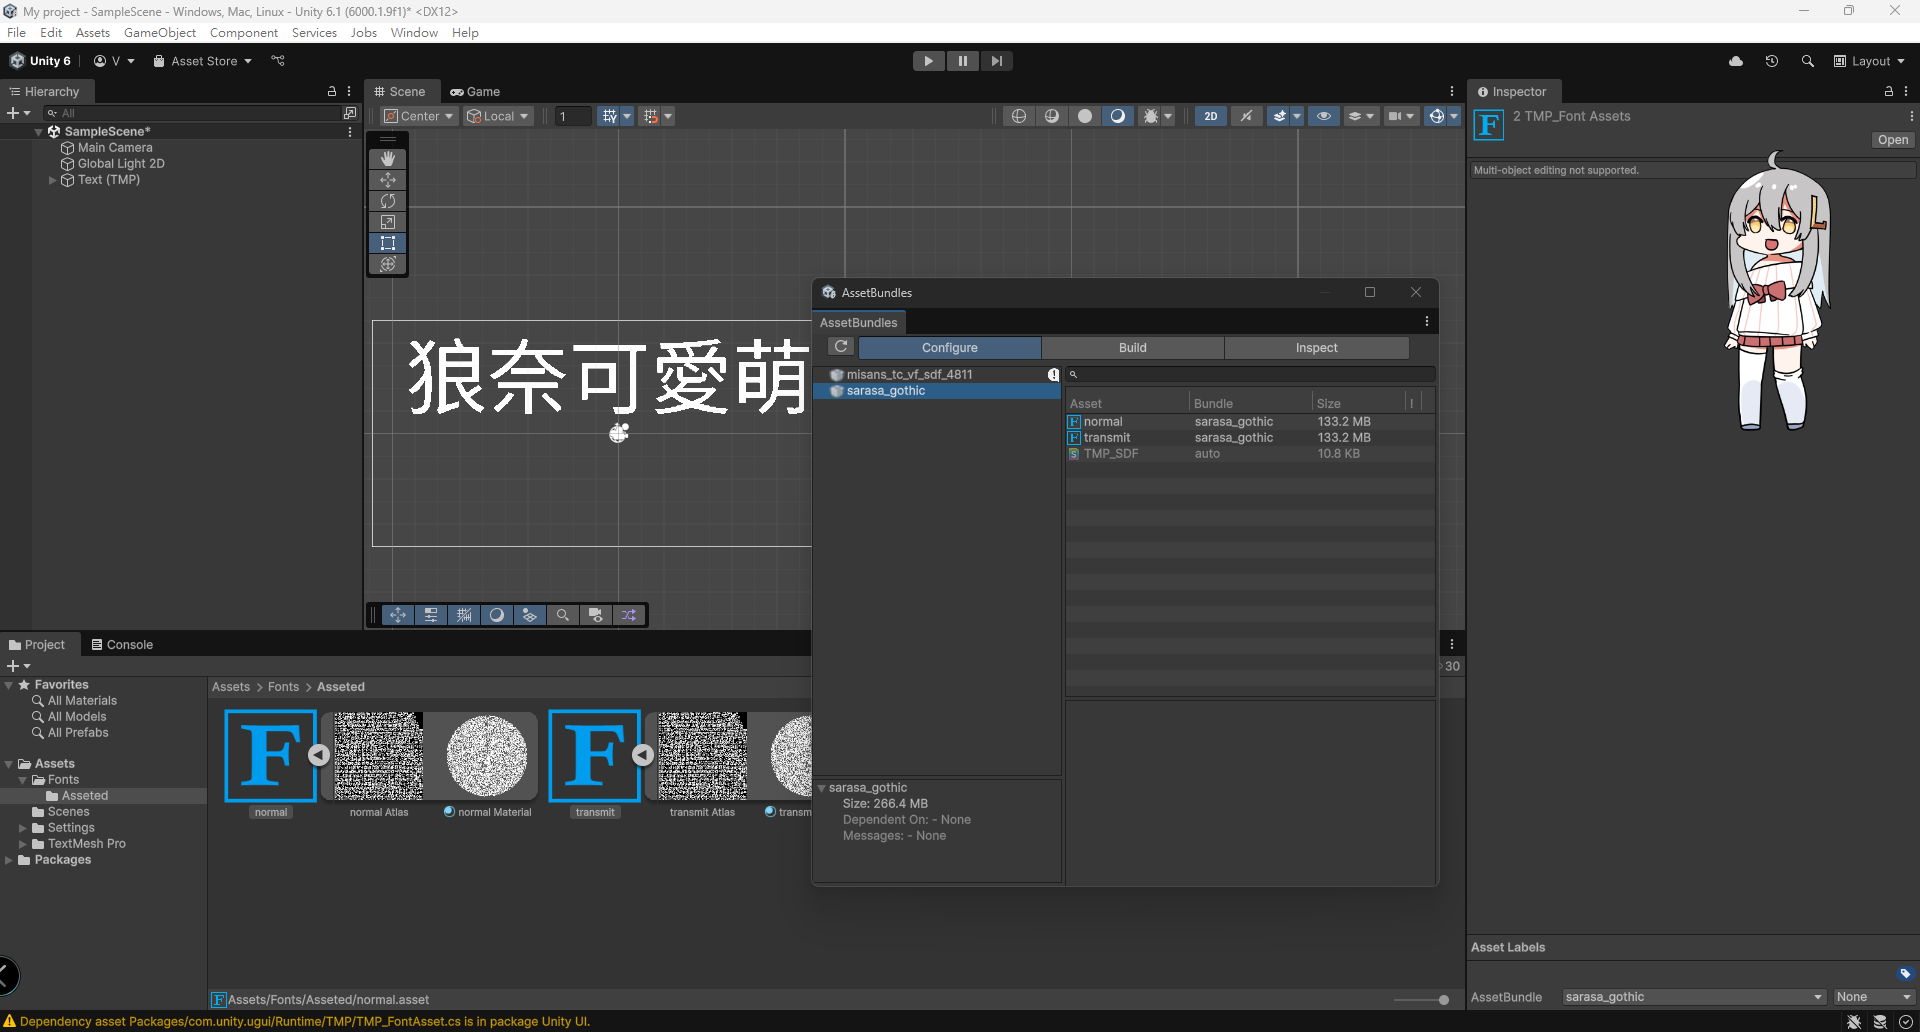 My project - SampleScene - Windows, Mac, Linux - Unity 6.1 (6000.1.9f1)* <DX12>
File Edit Assets GameObject Component Services Jobs Window Help
Unity 6 V Asset Store Layout
Hierarchy
All
SampleScene*
Main Camera
Global Light 2D
Text (TMP)
Scene Game
Center Local 1 2D
狼奈可愛萌
Inspector
2 TMP_Font Assets
Open
Multi-object editing not supported.
AssetBundles
AssetBundles
Configure Build Inspect
misans_tc_vf_sdf_4811
sarasa_gothic
Asset Bundle Size !
normal sarasa_gothic 133.2 MB
transmit sarasa_gothic 133.2 MB
TMP_SDF auto 10.8 KB
sarasa_gothic
Size: 266.4 MB
Dependent On: - None
Messages: - None
Project Console
30
Favorites
All Materials
All Models
All Prefabs
Assets
Fonts
Asseted
Scenes
Settings
TextMesh Pro
Packages
Assets > Fonts > Asseted
F F
normal normal Atlas normal Material transmit transmit Atlas transm
Assets/Fonts/Asseted/normal.asset
Asset Labels
AssetBundle sarasa_gothic None
Dependency asset Packages/com.unity.ugui/Runtime/TMP/TMP_FontAsset.cs is in package Unity UI.